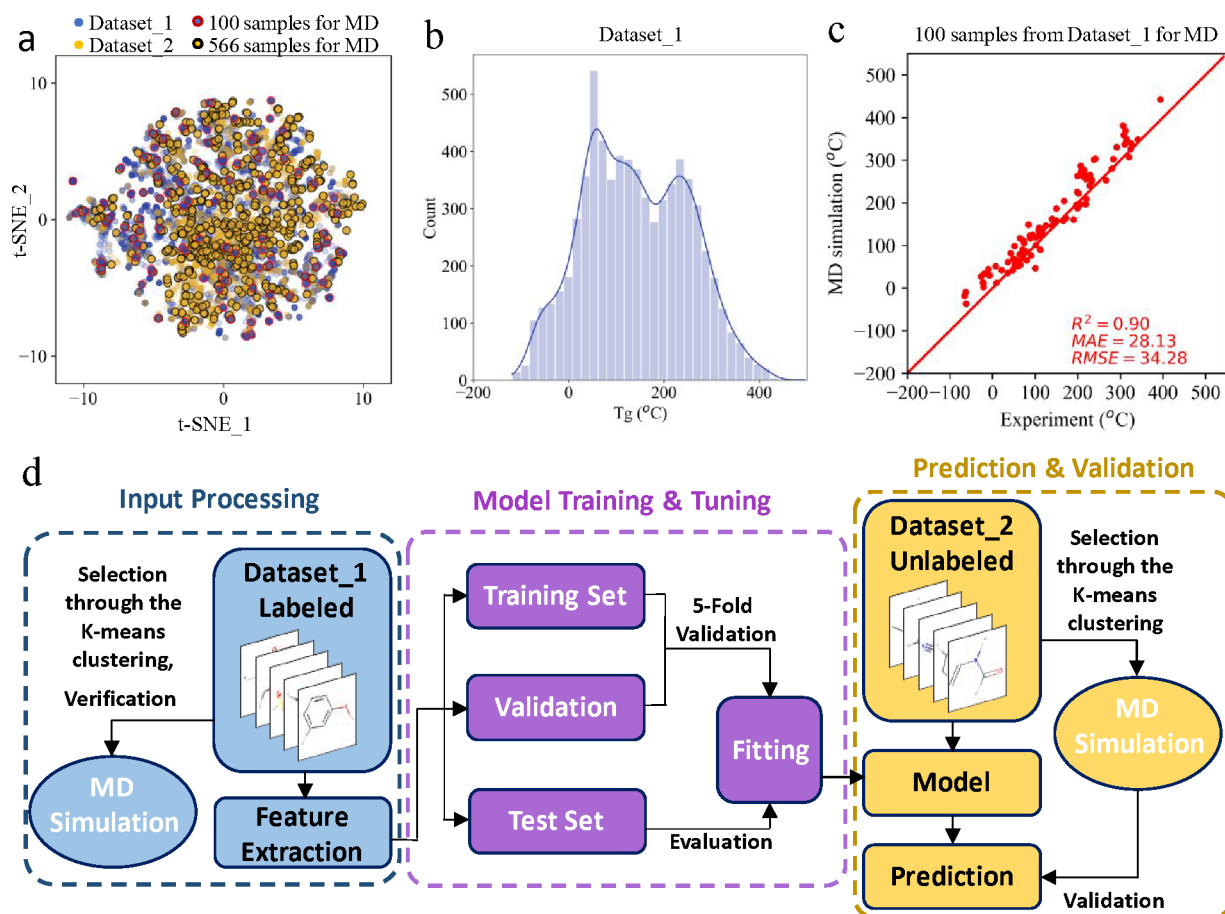 a
Dataset_1
100 samples for MD
Dataset_2
566 samples for MD
10
0
−10
−10
0
10
t-SNE_2
t-SNE_1
b
Dataset_1
500
400
300
200
100
0
Count
0
200
400
Tg (°C)
c
100 samples from Dataset_1 for MD
500
400
300
200
100
0
−100
−200
MD simulation (°C)
R² = 0.90
MAE = 28.13
RMSE = 34.28
−200
−100
0
100
200
300
400
500
Experiment (°C)
d
Input Processing
Selection
through the
K-means
clustering,
Verification
Dataset_1
Labeled
MD
Simulation
Feature
Extraction
Model Training & Tuning
Training Set
Validation
Test Set
5-Fold
Validation
Fitting
Evaluation
Prediction & Validation
Dataset_2
Unlabeled
Selection
through the
K-means
clustering
MD
Simulation
Model
Prediction
Validation